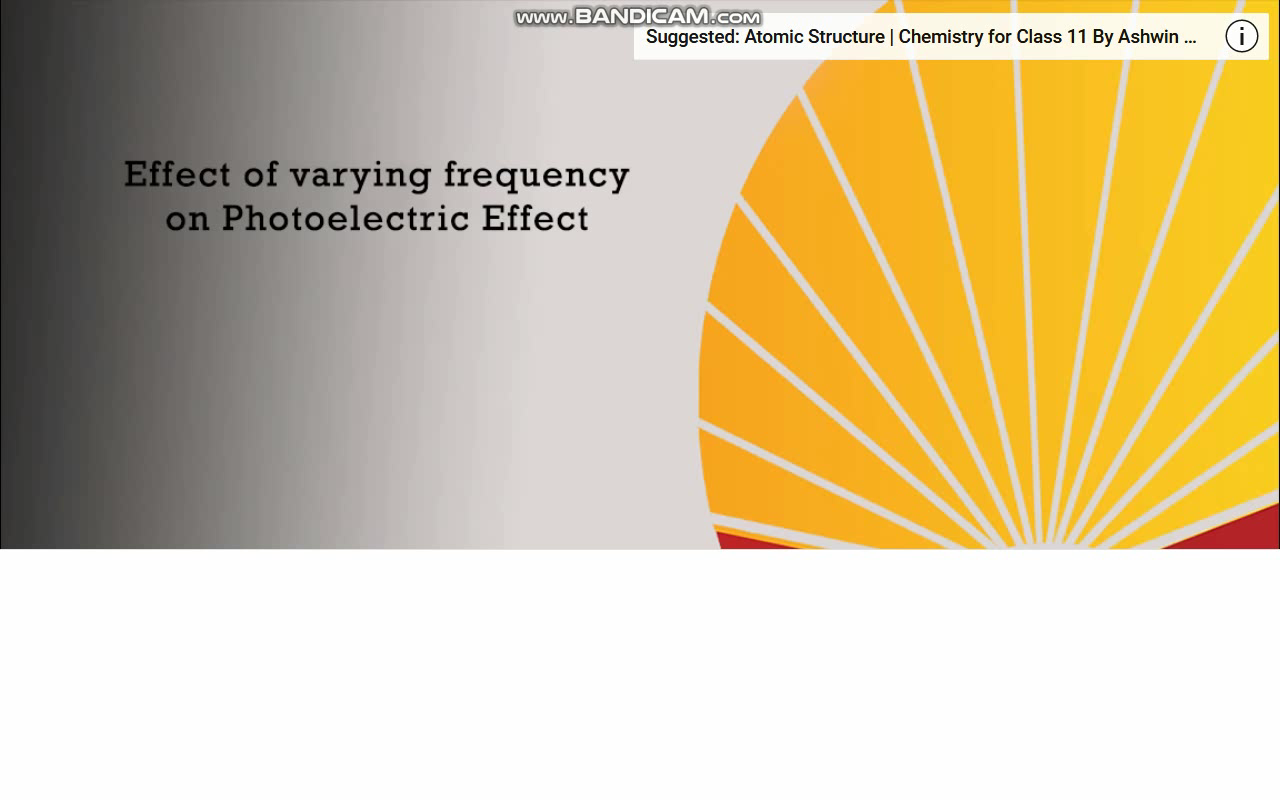 www.BANDICAM.com
Suggested: Atomic Structure | Chemistry for Class 11 By Ashwin ...
i
Effect of varying frequency
on Photoelectric Effect